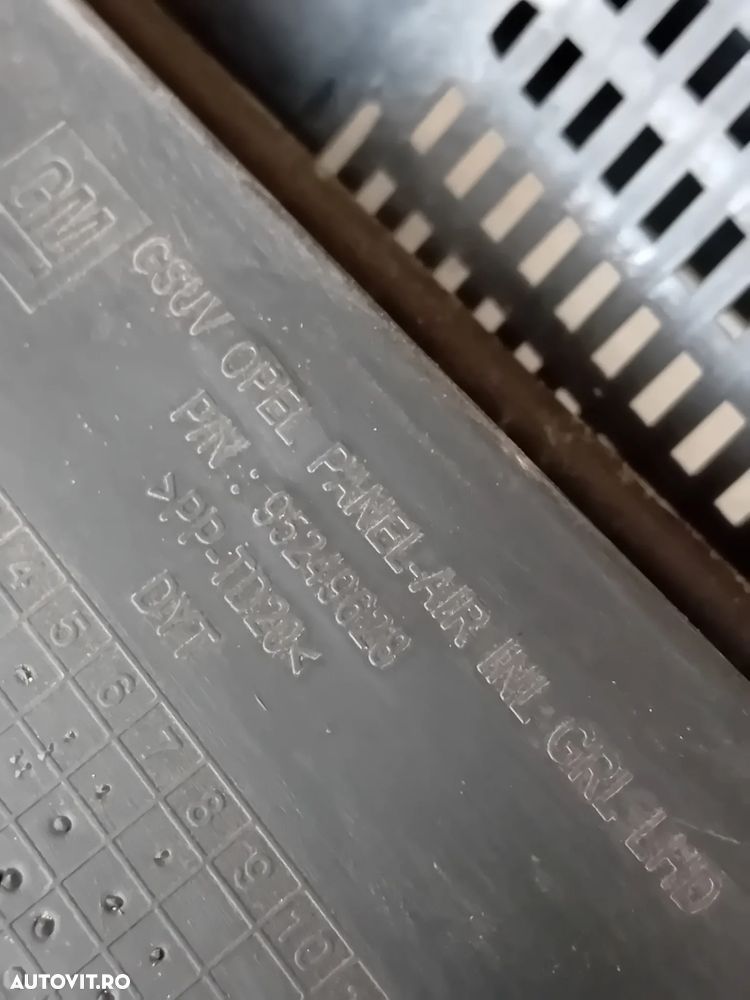 GM
CSUV OPEL PANEL-AIR INL GRL-LHD
P/N.: 95249628
>PP-TD20<
DYT
4 5 6 7 8 9 10
AUTOVIT.RO